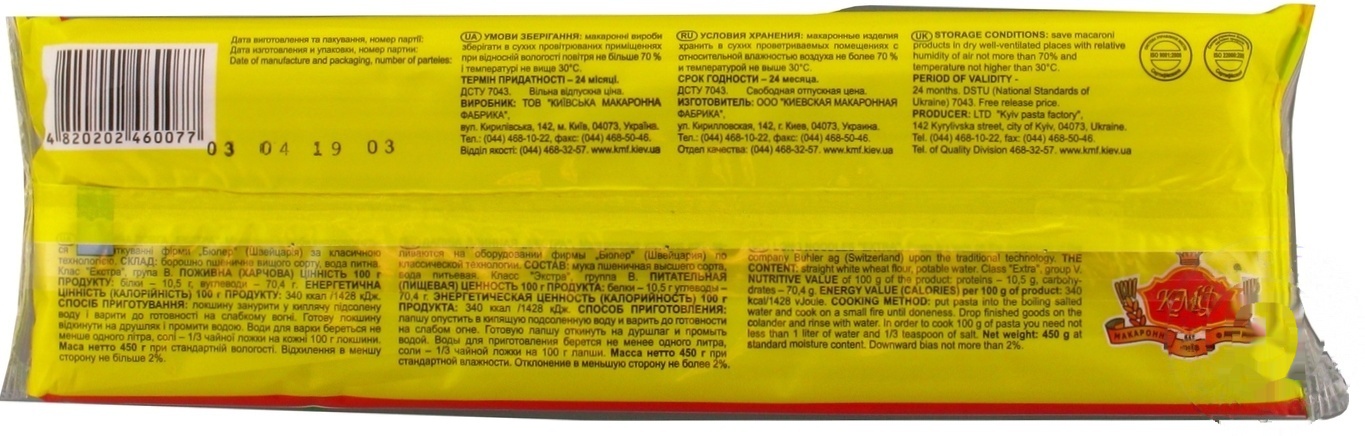 Дата виготовлення та пакування, номер партії:
Дата изготовления и упаковки, номер партии:
Date of manufacture and packaging, number of parteles:
4 820202 460077
03 04 19 03
UA УМОВИ ЗБЕРІГАННЯ: макаронні вироби
зберігати в сухих провітрюваних приміщеннях
при відносній вологості повітря не більше 70 %
і температурі не вище 30°С.
ТЕРМІН ПРИДАТНОСТІ – 24 місяці.
ДСТУ 7043. Вільна відпускна ціна.
ВИРОБНИК: ТОВ "КИЇВСЬКА МАКАРОННА
ФАБРИКА",
вул. Кирилівська, 142, м. Київ, 04073, Україна.
Тел.: (044) 468-10-22, факс: (044) 468-50-46.
Відділ якості: (044) 468-32-57. www.kmf.kiev.ua
RU УСЛОВИЯ ХРАНЕНИЯ: макаронные изделия
хранить в сухих проветриваемых помещениях с
относительной влажностью воздуха не более 70 %
и температурой не выше 30°С.
СРОК ГОДНОСТИ – 24 месяца.
ДСТУ 7043. Свободная отпускная цена.
ИЗГОТОВИТЕЛЬ: ООО "КИЕВСКАЯ МАКАРОННАЯ
ФАБРИКА",
ул. Кирилловская, 142, г. Киев, 04073, Украина.
Тел.: (044) 468-10-22, факс: (044) 468-50-46.
Отдел качества: (044) 468-32-57. www.kmf.kiev.ua
UK STORAGE CONDITIONS: save macaroni
products in dry well-ventilated places with relative
humidity of air not more than 70% and
temperature not higher than 30°C.
PERIOD OF VALIDITY -
24 months. DSTU (National Standards of
Ukraine) 7043. Free release price.
PRODUCER: LTD "Kyiv pasta factory",
142 Kyrylivska street, city of Kyiv, 04073, Ukraine.
Tel. (044) 468-10-22, fax: (044) 468-50-46.
Tel. of Quality Division 468-32-57. www.kmf.kiev.ua
ся фірми „Бюлер" (Швейцарія) за класичною
технологією. СКЛАД: борошно пшеничне вищого сорту, вода питна.
Клас "Екстра", група В. ПОЖИВНА (ХАРЧОВА) ЦІННІСТЬ 100 г
ПРОДУКТУ: білки – 10,5 г, вуглеводи – 70,4 г. ЕНЕРГЕТИЧНА
ЦІННІСТЬ (КАЛОРІЙНІСТЬ) 100 г ПРОДУКТУ: 340 ккал /1428 кДж.
СПОСІБ ПРИГОТУВАННЯ: локшину занурити у киплячу підсолену
воду і варити до готовності на слабкому вогні. Готову локшину
відкинути на друшляк і промити водою. Води для варки береться не
менше одного літра, солі – 1/3 чайної ложки на кожні 100 г локшини.
Маса нетто 450 г при стандартній вологості. Відхилення в меншу
сторону не більше 2%.
ливаются на оборудовании фирмы „Бюлер" (Швейцария) по
классической технологии. СОСТАВ: мука пшеничная высшего сорта,
вода питьевая. Класс "Экстра", группа В. ПИТАТЕЛЬНАЯ
(ПИЩЕВАЯ) ЦЕННОСТЬ 100 г ПРОДУКТА: белки – 10,5 г, углеводы –
70,4 г. ЭНЕРГЕТИЧЕСКАЯ ЦЕННОСТЬ (КАЛОРИЙНОСТЬ) 100 г
ПРОДУКТА: 340 ккал /1428 кДж. СПОСОБ ПРИГОТОВЛЕНИЯ:
лапшу опустить в кипящую подсоленную воду и варить до готовности
на слабом огне. Готовую лапшу откинуть на дуршлаг и промыть
водой. Воды для приготовления берется не менее одного литра,
соли – 1/3 чайной ложки на 100 г лапши. Масса нетто 450 г при
стандартной влажности. Отклонение в меньшую сторону не более 2%.
company Buhler ag (Switzerland) upon the traditional technology. THE
CONTENT: straight white wheat flour, potable water. Class "Extra", group V.
NUTRITIVE VALUE of 100 g of the product: proteins – 10,5 g, carbohy-
drates – 70,4 g. ENERGY VALUE (CALORIES) per 100 g of product: 340
kcal/1428 vJoule. COOKING METHOD: put pasta into the boiling salted
water and cook on a small fire until doneness. Drop finished goods on the
colander and rinse with water. In order to cook 100 g of pasta you need not
less than 1 liter of water and 1/3 teaspoon of salt. Net weight: 450 g at
standard moisture content. Downward bias not more than 2%.
КМФ
МАКАРОНИ